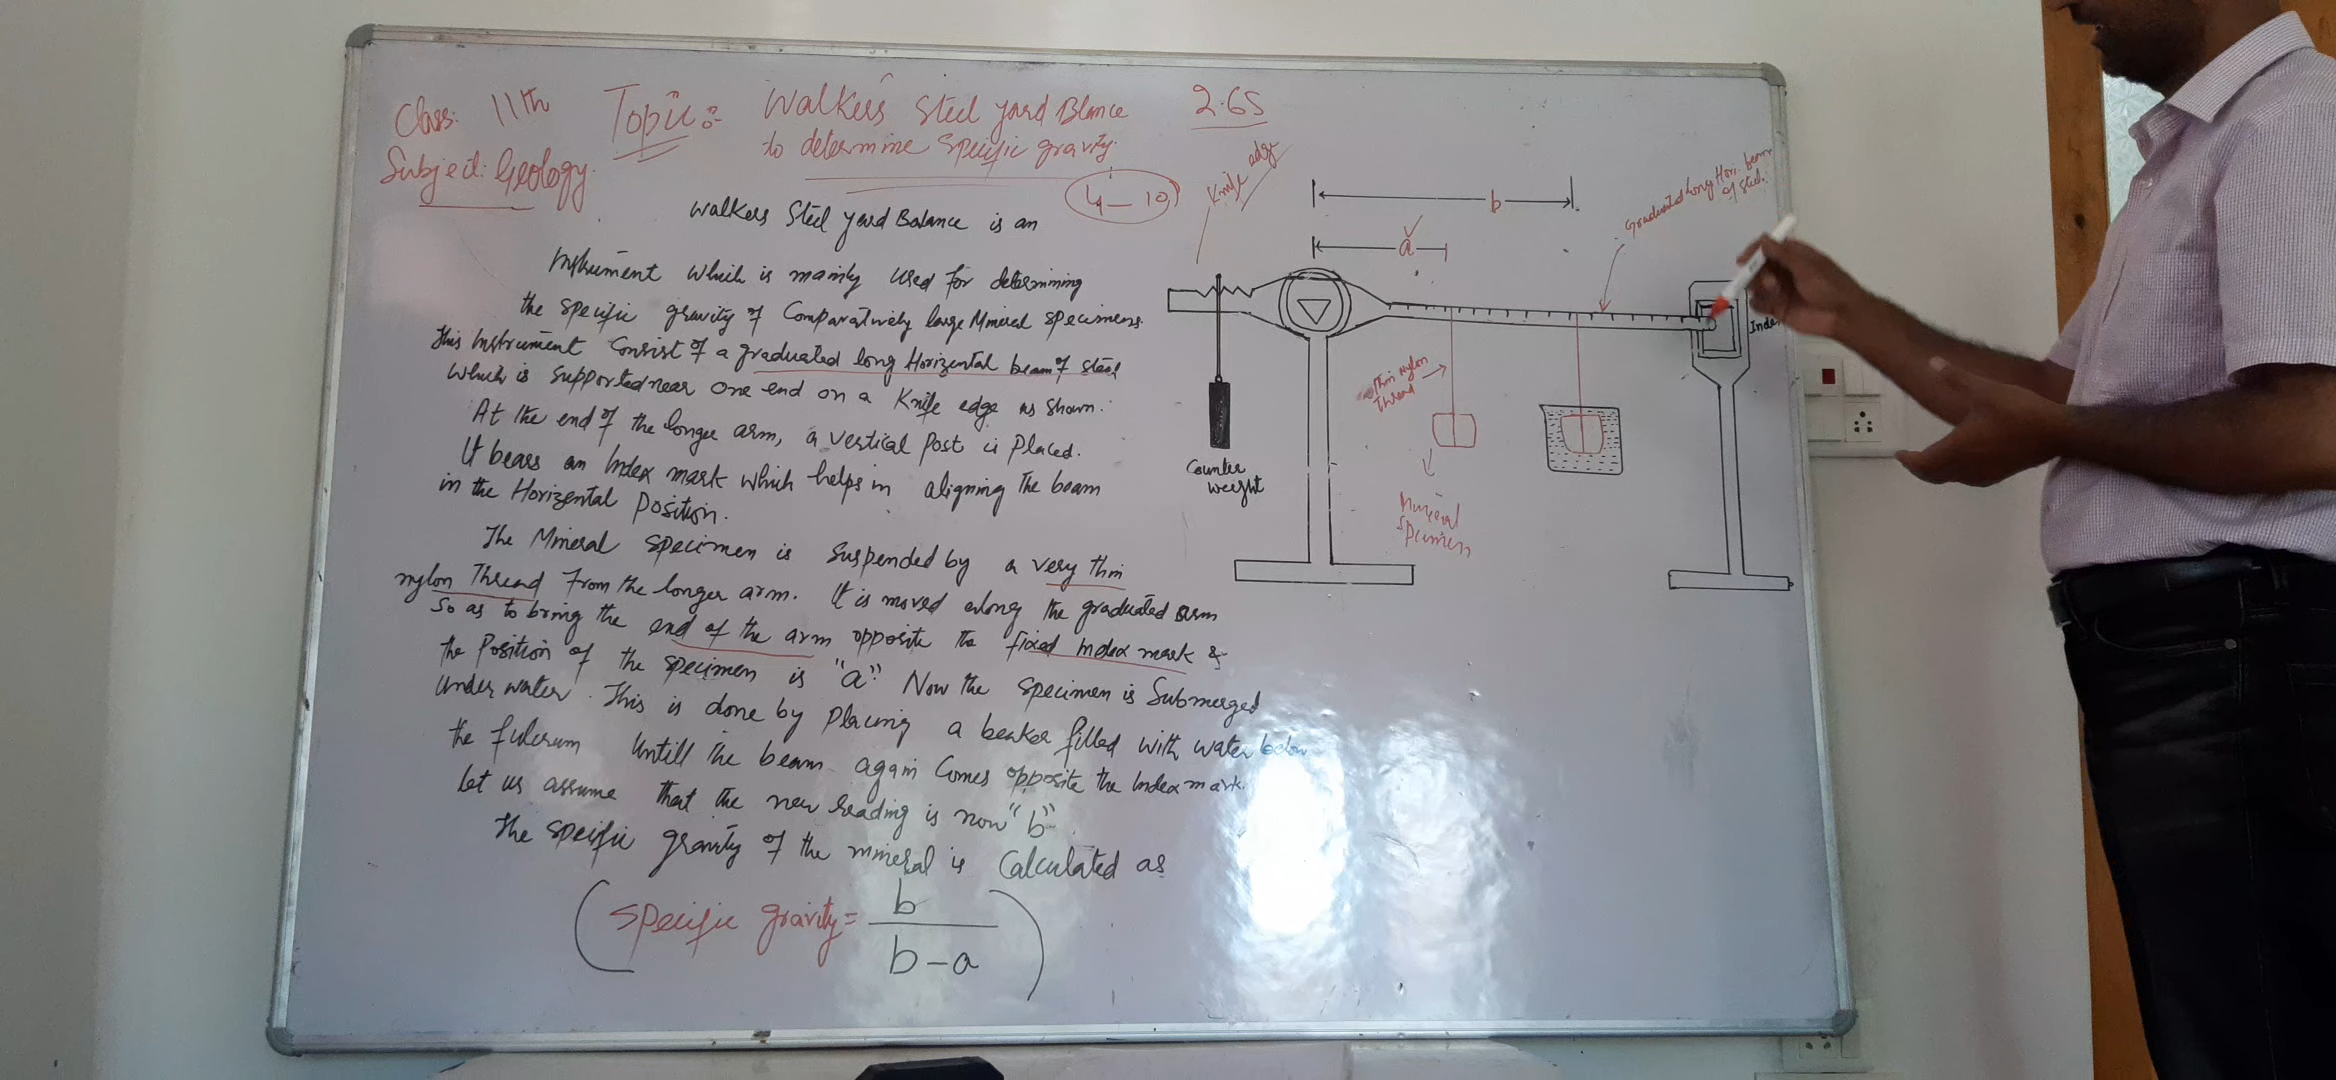 Class: 11th
Subject: Geology
Topic:- Walker's Steel yard Blance
to determine Specific gravity
2.65
4 — 10
Walkers Steel yard Balance is an
Instrument which is mainly used for determining
the specific gravity of Comparatively large Mineral specimens.
This Instrument Consist of a graduated long Horizental beam of steel
which is supported near one end on a Knife edge as shown.
At the end of the longer arm, a vertical Post is Placed.
It bears an Index mark which helps in aligning the beam
in the Horizental Position.
The Mineral specimen is suspended by a very thin
nylon Thread From the longer arm. It is moved along the graduated arm
So as to bring the end of the arm opposite the fixed Index mark &
the Position of the specimen is "a". Now the specimen is Submerged
Under water. This is done by Placing a beaker filled with water below
the fulcrum Untill the beam again Comes opposite the Index mark.
let us assume that the new reading is now "b"
The specific gravity of the mineral is Calculated as
Specific gravity = b
b - a
Knife edge
b
a
Graduated Long Hori. beam
of steel.
Thin Nylon
Thread
Counter
weight
Mineral
Specimen